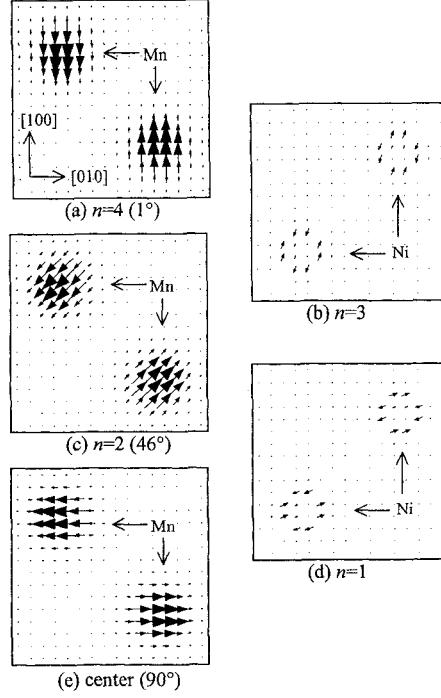 Mn
[100]
[010]
(a) n=4 (1°)
Ni
(b) n=3
Mn
(c) n=2 (46°)
Ni
(d) n=1
Mn
(e) center (90°)